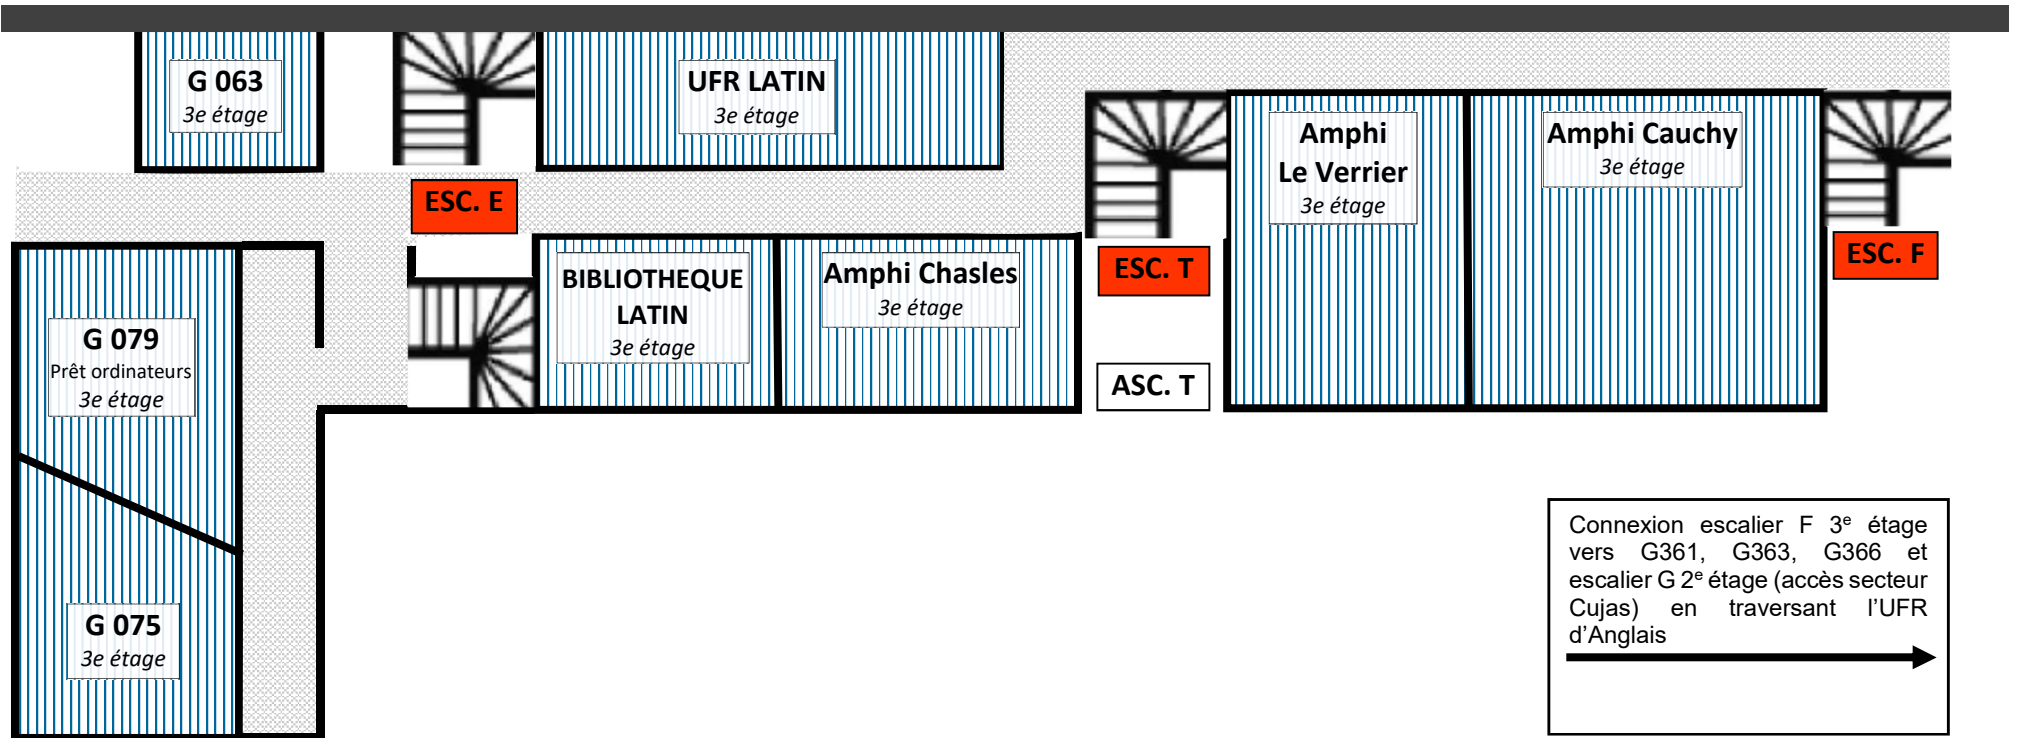 G 063
3e étage
UFR LATIN
3e étage
Amphi
Le Verrier
3e étage
Amphi Cauchy
3e étage
ESC. E
ESC. T
ESC. F
BIBLIOTHEQUE
LATIN
3e étage
Amphi Chasles
3e étage
G 079
Prêt ordinateurs
3e étage
ASC. T
G 075
3e étage
Connexion escalier F 3e étage
vers G361, G363, G366 et
escalier G 2e étage (accès secteur
Cujas) en traversant l’UFR
d’Anglais